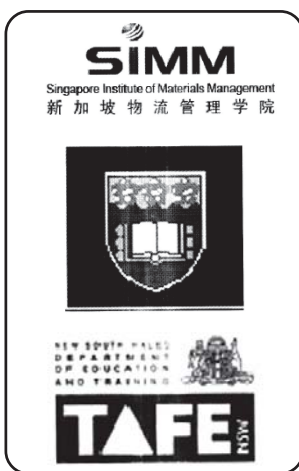 SIMM
Singapore Institute of Materials Management
新加坡物流管理学院
NEW SOUTH WALES
DEPARTMENT
OF EDUCATION
AND TRAINING
TAFE
NSW